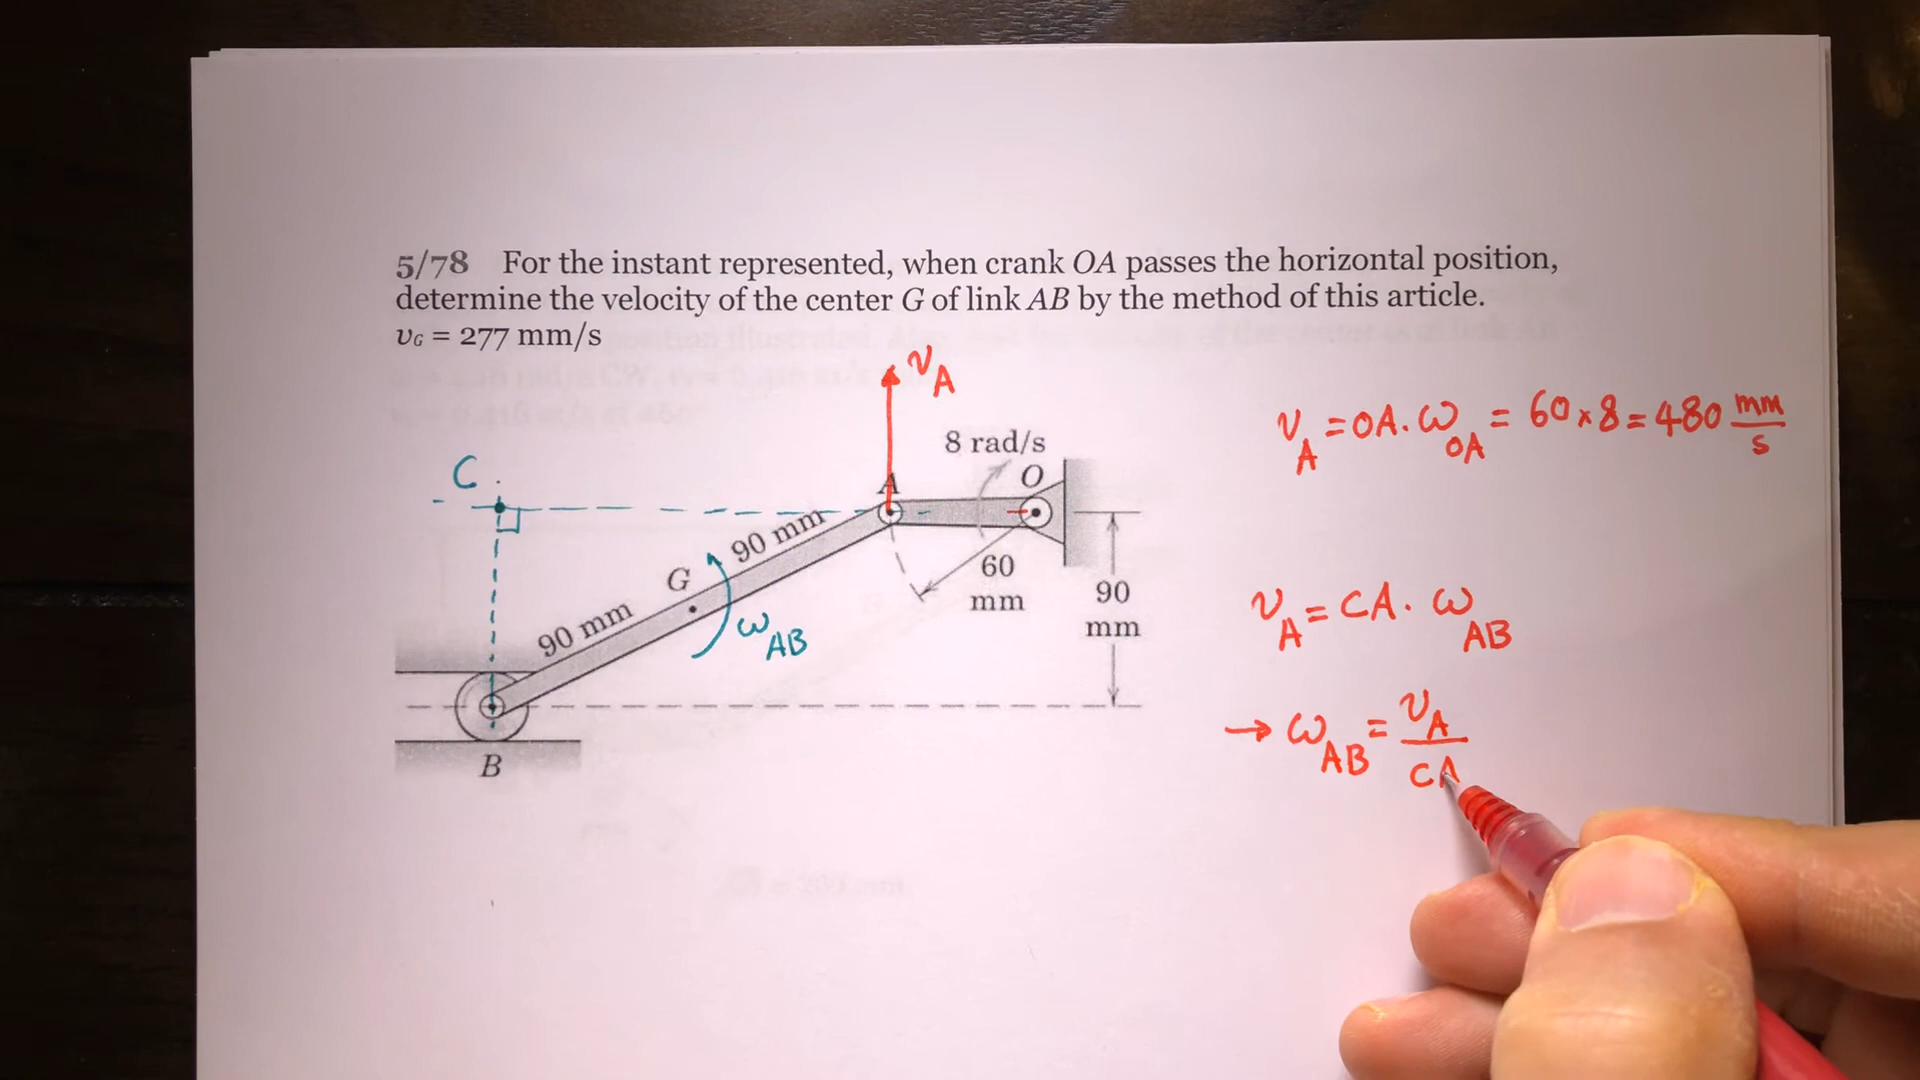 5/78 For the instant represented, when crank OA passes the horizontal position,
determine the velocity of the center G of link AB by the method of this article.
vG = 277 mm/s
vA
C
A
8 rad/s
O
90 mm
G
90 mm
ωAB
60
mm
90
mm
B
vA = OA. ωOA = 60 × 8 = 480 mm/s
vA = CA. ωAB
→ ωAB = vA/CA